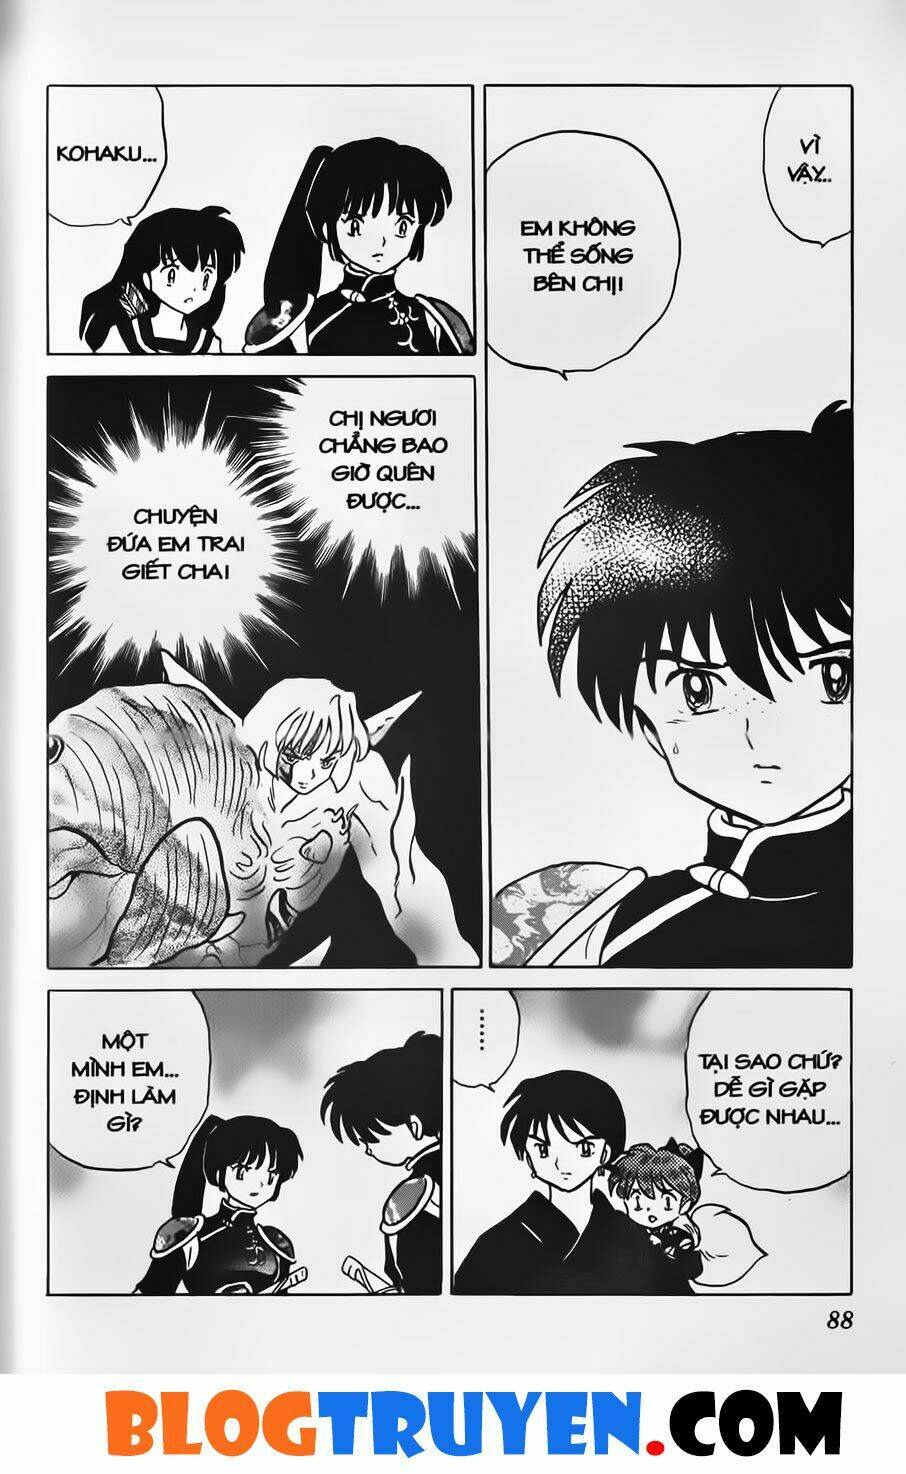 VÌ
VẬY...
EM KHÔNG
THỂ SỐNG
BÊN CHỊ!
KOHAKU...
CHỊ NGƯƠI
CHẲNG BAO
GIỜ QUÊN
ĐƯỢC...
CHUYỆN
ĐỨA EM TRAI
GIẾT CHA!
TẠI SAO CHỨ?
DỄ GÌ GẶP
ĐƯỢC NHAU...
........
MỘT
MÌNH EM...
ĐỊNH LÀM
GÌ?
88
BLOGTRUYEN.COM